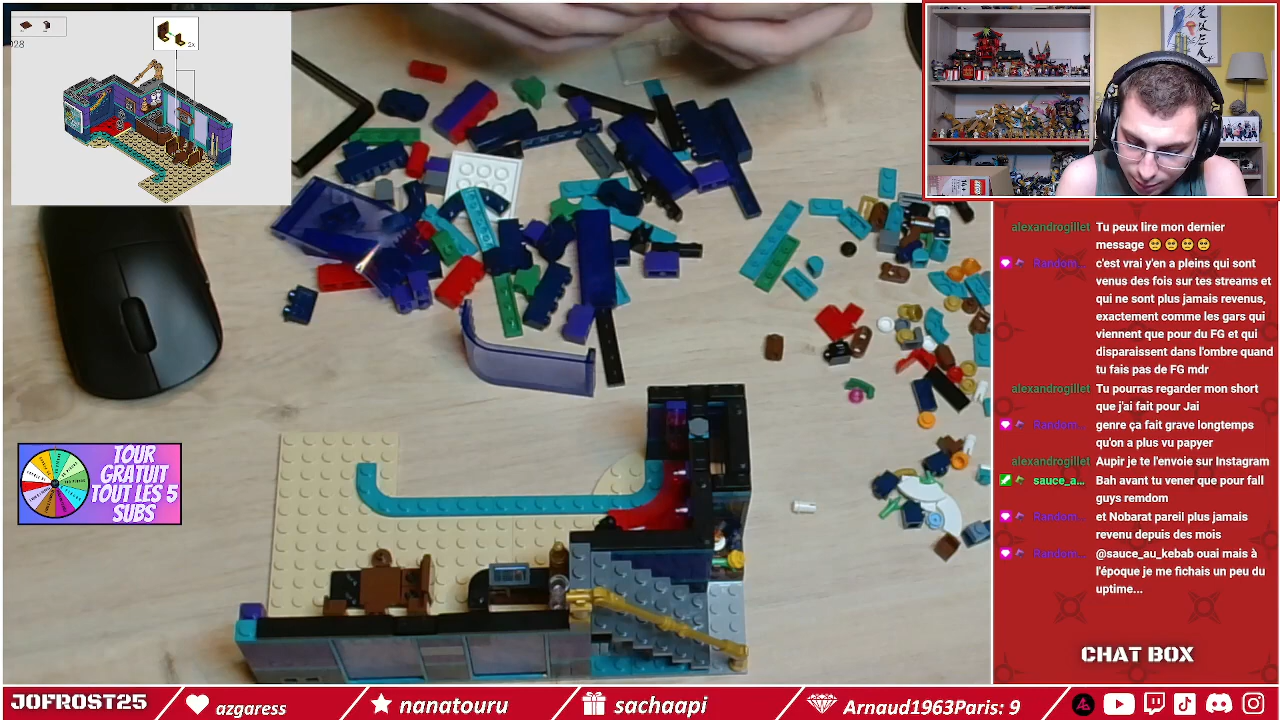 928
2x
alexandrogillet Tu peux lire mon dernier
message
Random... c'est vrai y'en a pleins qui sont
venus des fois sur tes streams et
qui ne sont plus jamais revenus,
exactement comme les gars qui
viennent que pour du FG et qui
disparaissent dans l'ombre quand
tu fais pas de FG mdr
alexandrogillet Tu pourras regarder mon short
que j'ai fait pour Jai
Random... genre ça fait grave longtemps
qu'on a plus vu papyer
alexandrogillet Aupir je te l'envoie sur Instagram
sauce_a... Bah avant tu vener que pour fall
guys remdom
Random... et Nobarat pareil plus jamais
revenu depuis des mois
Random... @sauce_au_kebab ouai mais à
l'époque je me fichais un peu du
uptime...
TOUR
GRATUIT
TOUT LES 5
SUBS
CHAT BOX
JOFROST25
azgaress
nanatouru
sachaapi
Arnaud1963Paris: 9